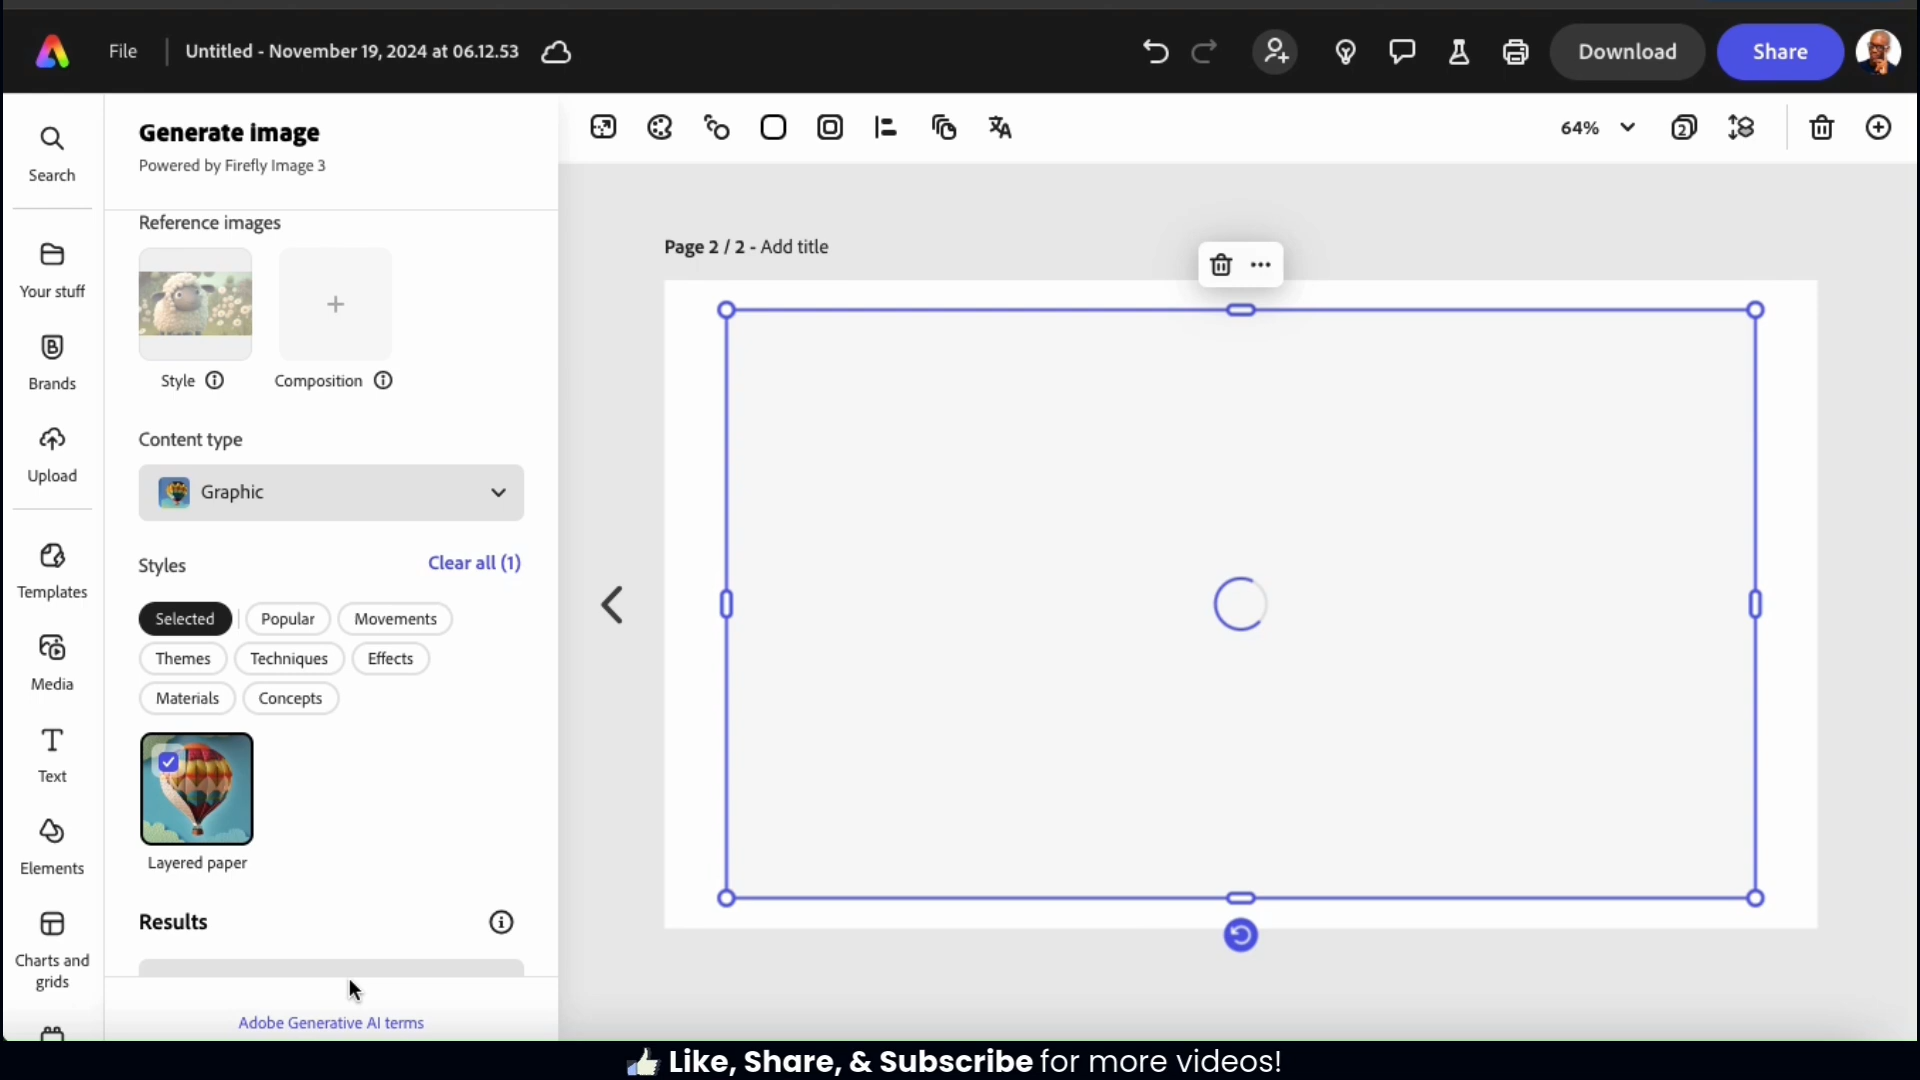 File
Untitled - November 19, 2024 at 06.12.53
Download
Share
Search
Your stuff
Brands
Upload
Templates
Media
Text
Elements
Charts and
grids
Generate image
Powered by Firefly Image 3
Reference images
Style
Composition
Content type
Graphic
Styles
Clear all (1)
Selected
Popular
Movements
Themes
Techniques
Effects
Materials
Concepts
Layered paper
Results
Adobe Generative AI terms
64%
2
Page 2 / 2 - Add title
Like, Share, & Subscribe for more videos!